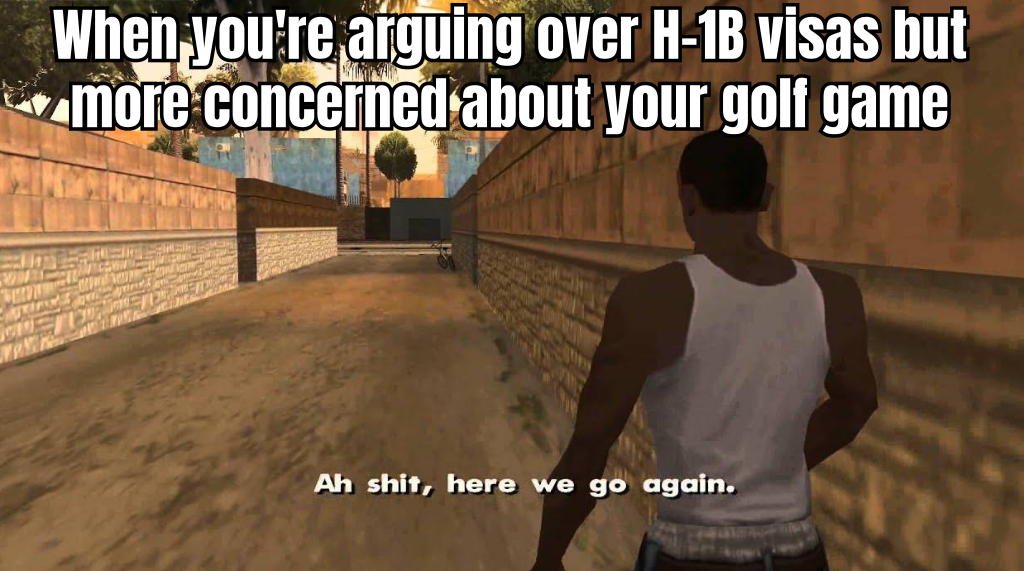 When you're arguing over H-1B visas but
more concerned about your golf game
Ah shit, here we go again.